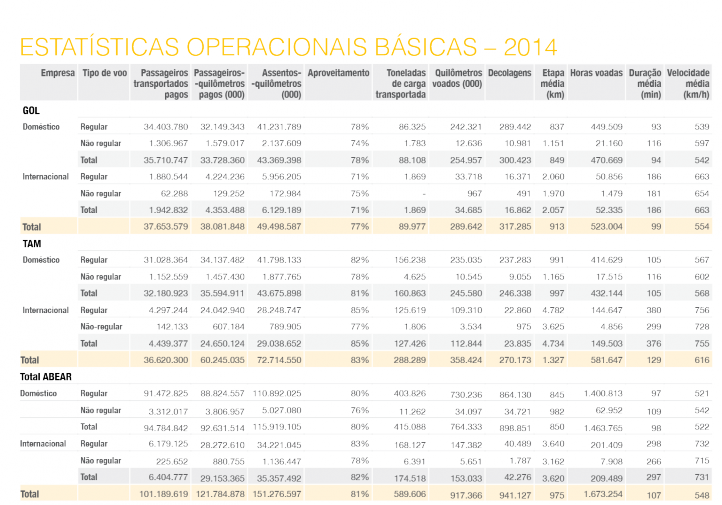 ESTATÍSTICAS OPERACIONAIS BÁSICAS – 2014
Empresa Tipo de voo Passageiros Passageiros- Assentos- Aproveitamento Toneladas Quilômetros Decolagens Etapa Horas voadas Duração Velocidade
transportados -quilômetros -quilômetros de carga voados (000) média média média
pagos pagos (000) (000) transportada (km) (min) (km/h)
GOL
Doméstico Regular 34.403.780 32.149.343 41.231.789 78% 86.325 242.321 289.442 837 449.509 93 539
Não regular 1.306.967 1.579.017 2.137.609 74% 1.783 12.636 10.981 1.151 21.160 116 597
Total 35.710.747 33.728.360 43.369.398 78% 88.108 254.957 300.423 849 470.669 94 542
Internacional Regular 1.880.544 4.224.236 5.956.205 71% 1.869 33.718 16.371 2.060 50.856 186 663
Não regular 62.288 129.252 172.984 75% - 967 491 1.970 1.479 181 654
Total 1.942.832 4.353.488 6.129.189 71% 1.869 34.685 16.862 2.057 52.335 186 663
Total 37.653.579 38.081.848 49.498.587 77% 89.977 289.642 317.285 913 523.004 99 554
TAM
Doméstico Regular 31.028.364 34.137.482 41.798.133 82% 156.238 235.035 237.283 991 414.629 105 567
Não regular 1.152.559 1.457.430 1.877.765 78% 4.625 10.545 9.055 1.165 17.515 116 602
Total 32.180.923 35.594.911 43.675.898 81% 160.863 245.580 246.338 997 432.144 105 568
Internacional Regular 4.297.244 24.042.940 28.248.747 85% 125.619 109.310 22.860 4.782 144.647 380 756
Não-regular 142.133 607.184 789.905 77% 1.806 3.534 975 3.625 4.856 299 728
Total 4.439.377 24.650.124 29.038.652 85% 127.426 112.844 23.835 4.734 149.503 376 755
Total 36.620.300 60.245.035 72.714.550 83% 288.289 358.424 270.173 1.327 581.647 129 616
Total ABEAR
Doméstico Regular 91.472.825 88.824.557 110.892.025 80% 403.826 730.236 864.130 845 1.400.813 97 521
Não regular 3.312.017 3.806.957 5.027.080 76% 11.262 34.097 34.721 982 62.952 109 542
Total 94.784.842 92.631.514 115.919.105 80% 415.088 764.333 898.851 850 1.463.765 98 522
Internacional Regular 6.179.125 28.272.610 34.221.045 83% 168.127 147.382 40.489 3.640 201.409 298 732
Não regular 225.652 880.755 1.136.447 78% 6.391 5.651 1.787 3.162 7.908 266 715
Total 6.404.777 29.153.365 35.357.492 82% 174.518 153.033 42.276 3.620 209.489 297 731
Total 101.189.619 121.784.878 151.276.597 81% 589.606 917.366 941.127 975 1.673.254 107 548